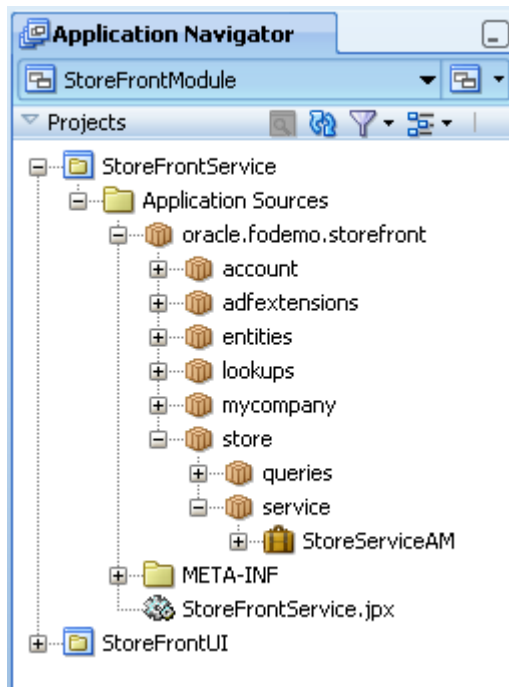 Application Navigator
StoreFrontModule
Projects
StoreFrontService
Application Sources
oracle.fodemo.storefront
account
adfextensions
entities
lookups
mycompany
store
queries
service
StoreServiceAM
META-INF
StoreFrontService.jpx
StoreFrontUI